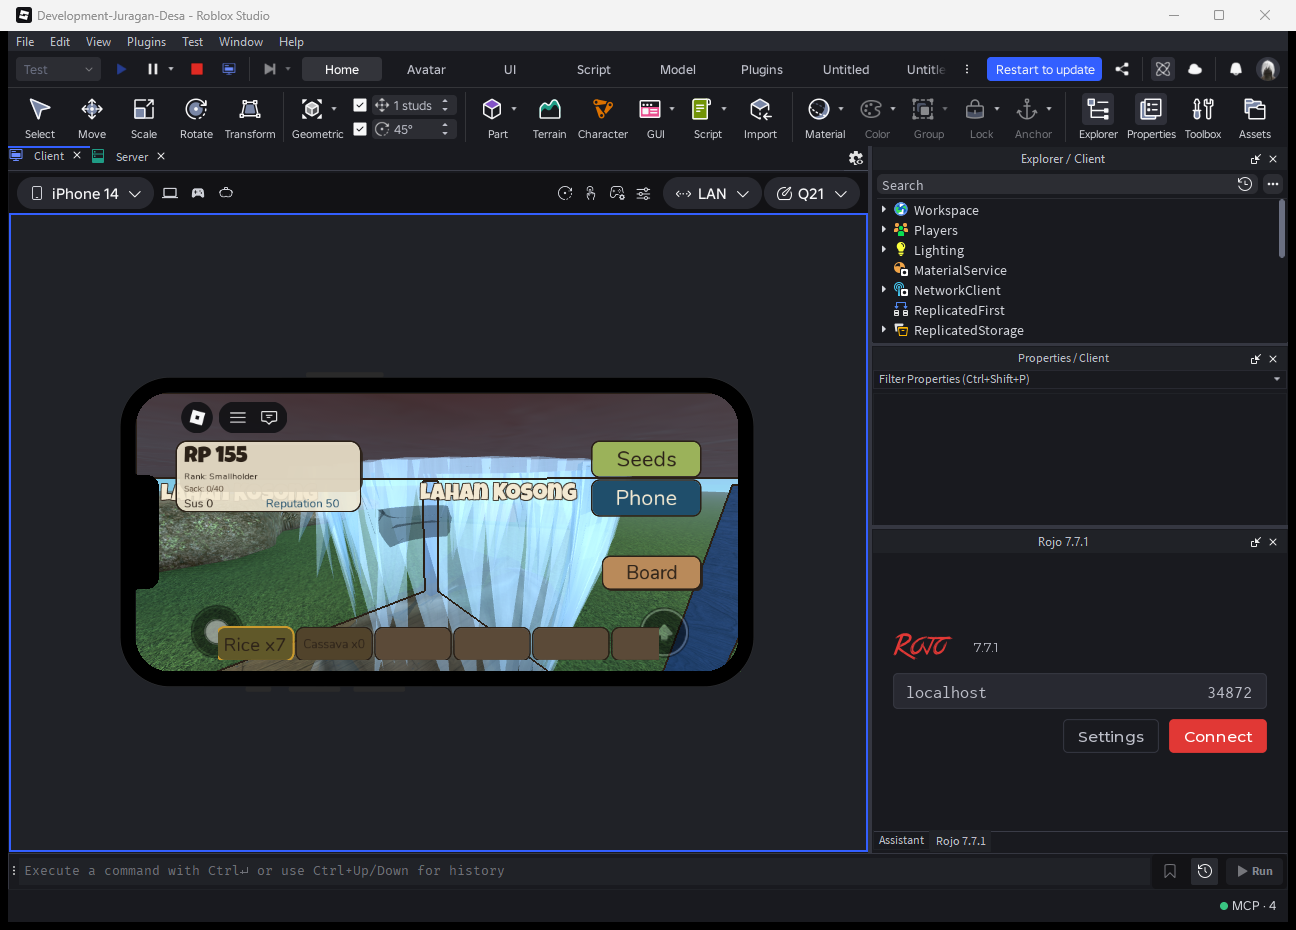 Development-Juragan-Desa - Roblox Studio
File Edit View Plugins Test Window Help
Test Home Avatar UI Script Model Plugins Untitled Untitle Restart to update
Select Move Scale Rotate Transform Geometric 1 studs 45° Part Terrain Character GUI Script Import Material Color Group Lock Anchor Explorer Properties Toolbox Assets
Client Server
iPhone 14 LAN Q21
RP 155
Rank: Smallholder
Sack: 0/40
Sus 0 Reputation 50
LAHAN KOSONG
Seeds
Phone
Board
Rice x7 Cassava x0
Explorer / Client
Search
Workspace
Players
Lighting
MaterialService
NetworkClient
ReplicatedFirst
ReplicatedStorage
Properties / Client
Filter Properties (Ctrl+Shift+P)
Rojo 7.7.1
ROJO 7.7.1
localhost 34872
Settings Connect
Assistant Rojo 7.7.1
Execute a command with Ctrl↵ or use Ctrl+Up/Down for history Run
MCP · 4